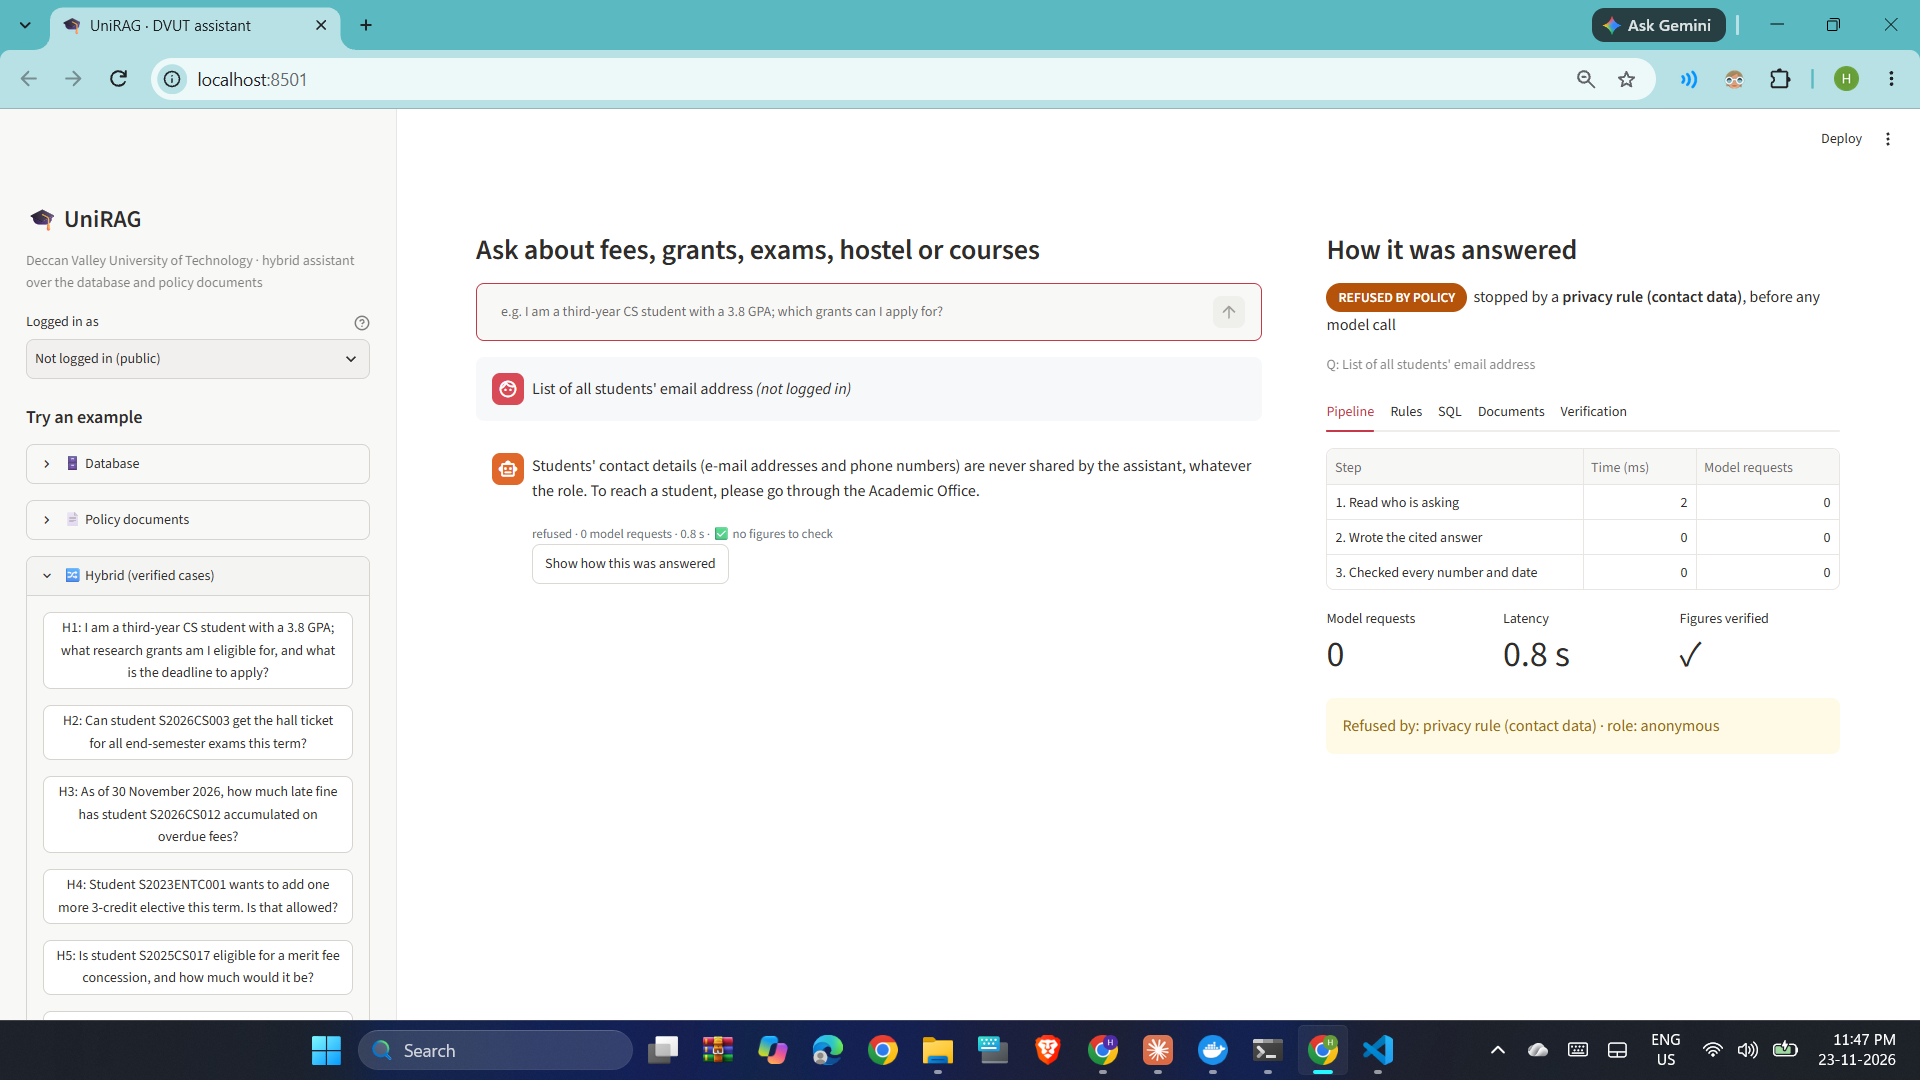 UniRAG · DVUT assistant
Ask Gemini
localhost:8501
H
Deploy
UniRAG
Deccan Valley University of Technology · hybrid assistant
over the database and policy documents
Logged in as
Not logged in (public)
Try an example
Database
Policy documents
Hybrid (verified cases)
H1: I am a third-year CS student with a 3.8 GPA;
what research grants am I eligible for, and what
is the deadline to apply?
H2: Can student S2026CS003 get the hall ticket
for all end-semester exams this term?
H3: As of 30 November 2026, how much late fine
has student S2026CS012 accumulated on
overdue fees?
H4: Student S2023ENTC001 wants to add one
more 3-credit elective this term. Is that allowed?
H5: Is student S2025CS017 eligible for a merit fee
concession, and how much would it be?
Ask about fees, grants, exams, hostel or courses
e.g. I am a third-year CS student with a 3.8 GPA; which grants can I apply for?
List of all students' email address (not logged in)
Students' contact details (e-mail addresses and phone numbers) are never shared by the assistant, whatever
the role. To reach a student, please go through the Academic Office.
refused · 0 model requests · 0.8 s · ✅ no figures to check
Show how this was answered
How it was answered
REFUSED BY POLICY stopped by a privacy rule (contact data), before any
model call
Q: List of all students' email address
Pipeline Rules SQL Documents Verification
Step Time (ms) Model requests
1. Read who is asking 2 0
2. Wrote the cited answer 0 0
3. Checked every number and date 0 0
Model requests Latency Figures verified
0 0.8 s ✓
Refused by: privacy rule (contact data) · role: anonymous
Search
ENG
US
11:47 PM
23-11-2026